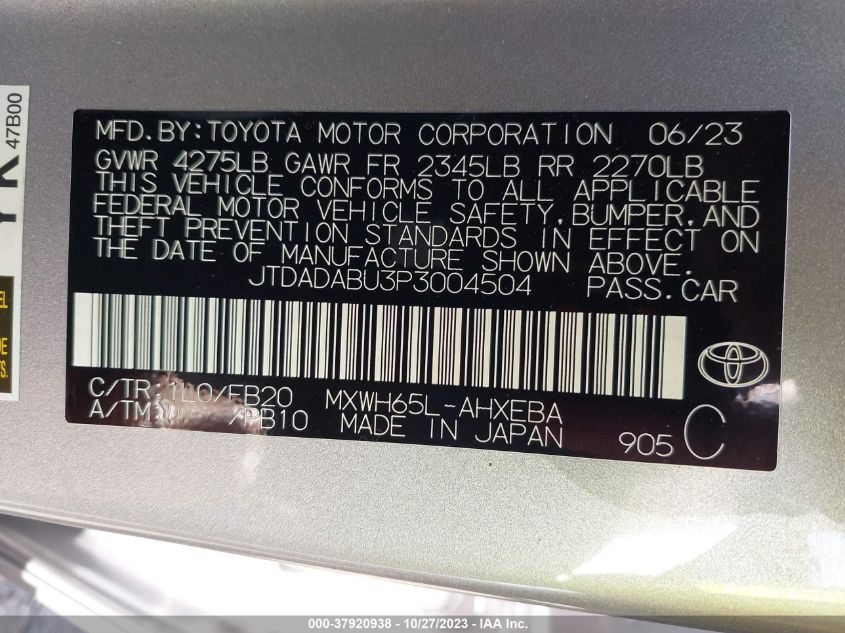 MFD.BY:TOYOTA MOTOR CORPORATION 06/23
GVWR 4275LB GAWR FR 2345LB RR 2270LB
THIS VEHICLE CONFORMS TO ALL APPLICABLE
FEDERAL MOTOR VEHICLE SAFETY,BUMPER,AND
THEFT PREVENTION STANDARDS IN EFFECT ON
THE DATE OF MANUFACTURE SHOWN ABOVE.
JTDADABU3P3004504 PASS.CAR
C/TR:1L0/EB20 MXWH65L-AHXEBA
A/TM: /PB10 MADE IN JAPAN 905 C
47B00
000-37920938 - 10/27/2023 - IAA Inc.